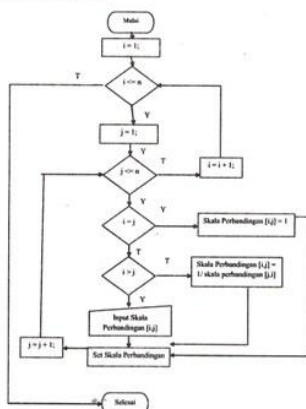 Mulai
i = 1;
T
i <= n
Y
j = 1;
i = i + 1;
Y
j <= n
T
Y
Y
i = j
Skala Perbandingan [i,j] = 1
T
i > j
T
Skala Perbandingan [i,j] =
1/ skala perbandingan [j,i]
Y
Input Skala
Perbandingan [i,j]
j = j + 1;
Set Skala Perbandingan
Selesai